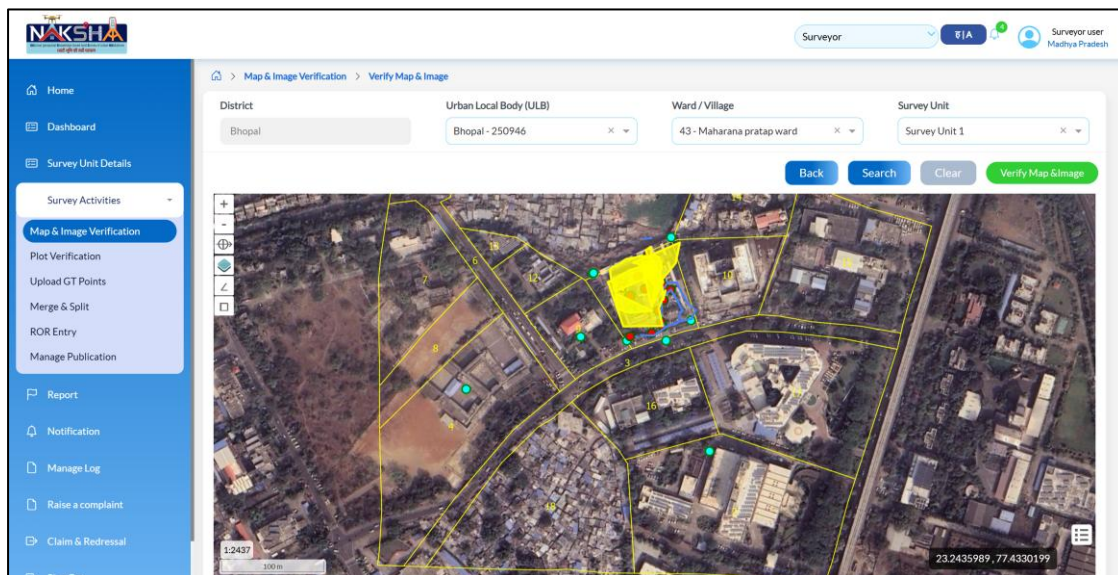 NAKSHA
Surveyor
ह|A
4
Surveyor user
Madhya Pradesh
Home
Dashboard
Survey Unit Details
Survey Activities
Map & Image Verification
Plot Verification
Upload GT Points
Merge & Split
ROR Entry
Manage Publication
Report
Notification
Manage Log
Raise a complaint
Claim & Redressal
> Map & Image Verification > Verify Map & Image
District
Urban Local Body (ULB)
Ward / Village
Survey Unit
Bhopal
Bhopal - 250946
43 - Maharana pratap ward
Survey Unit 1
Back
Search
Clear
Verify Map &Image
+
-
13
6
7
12
10
8
9
3
4
16
18
1:2437
100 m
23.2435989 , 77.4330199